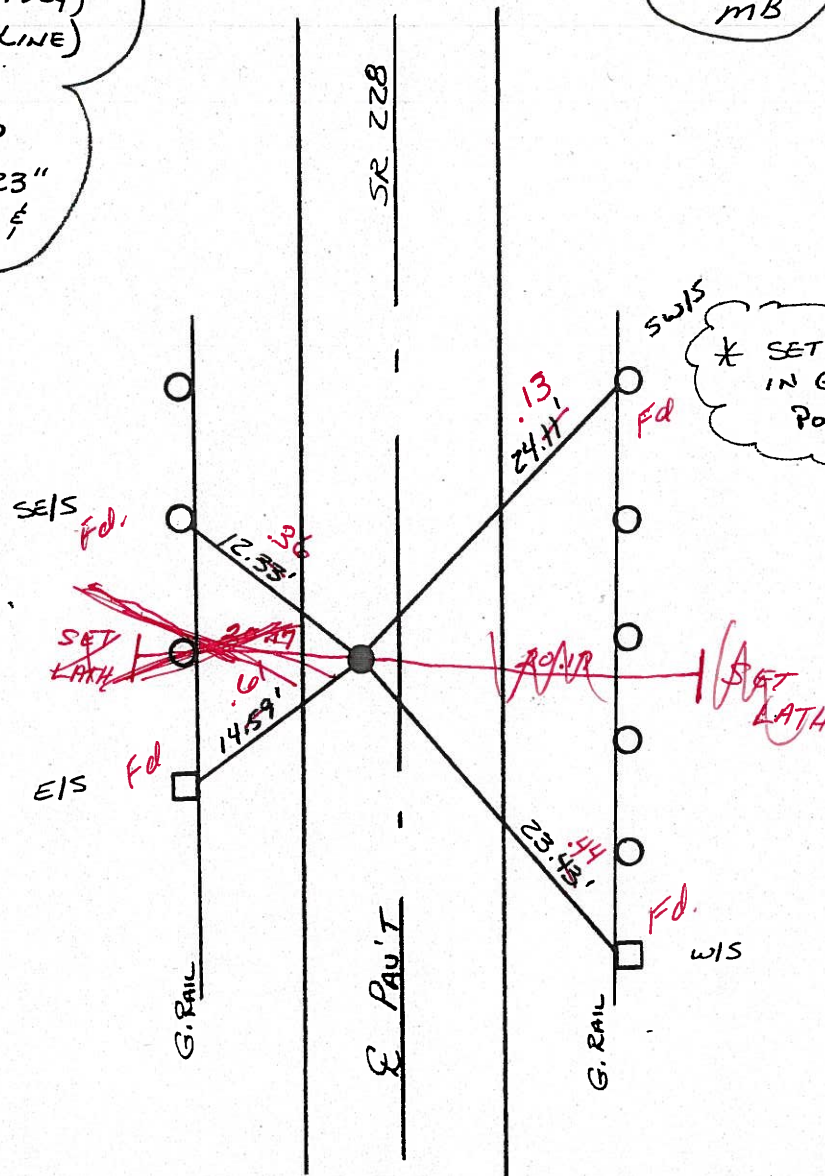 LINE)
mB
23"
&
SR 228
SW/S
* SET
IN G
Po
.13
24.11'
Fd
SE/S
Fd.
.36
12.33'
SET
LATH
SET
LATH
.61
14.59'
Fd
E/S
.44
23.43'
Fd.
W/S
G. RAIL
℄ PAV'T
G. RAIL